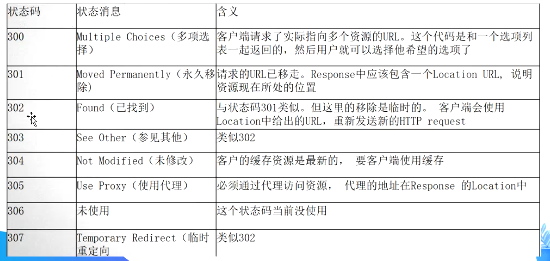 状态码 状态消息 含义
300 Multiple Choices（多项选 客户端请求了实际指向多个资源的URL。这个代码是和一个选项列
择） 表一起返回的，然后用户就可以选择他希望的选项了
301 Moved Permanently（永久移 请求的URL已移走。Response中应该包含一个Location URL, 说明
除） 资源现在所处的位置
302 Found（已找到） 与状态码301类似。但这里的移除是临时的。 客户端会使用
Location中给出的URL，重新发送新的HTTP request
303 See Other（参见其他） 类似302
304 Not Modified（未修改） 客户的缓存资源是最新的， 要客户端使用缓存
305 Use Proxy（使用代理） 必须通过代理访问资源， 代理的地址在Response 的Location中
306 未使用 这个状态码当前没使用
307 Temporary Redirect（临时 类似302
重定向